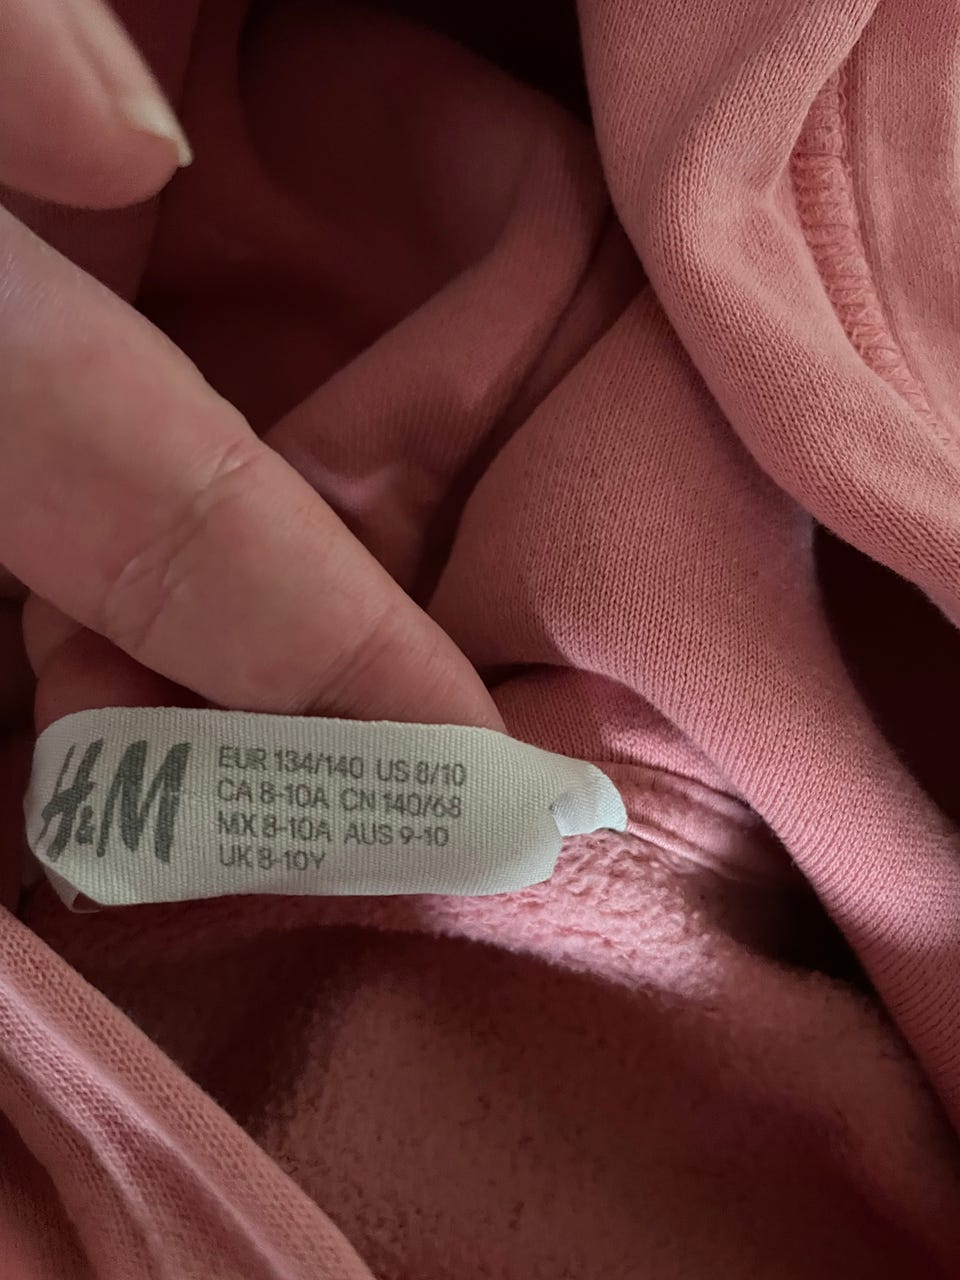 H&M
EUR 134/140 US 8/10
CA 8-10A CN 140/68
MX 8-10A AUS 9-10
UK 8-10Y